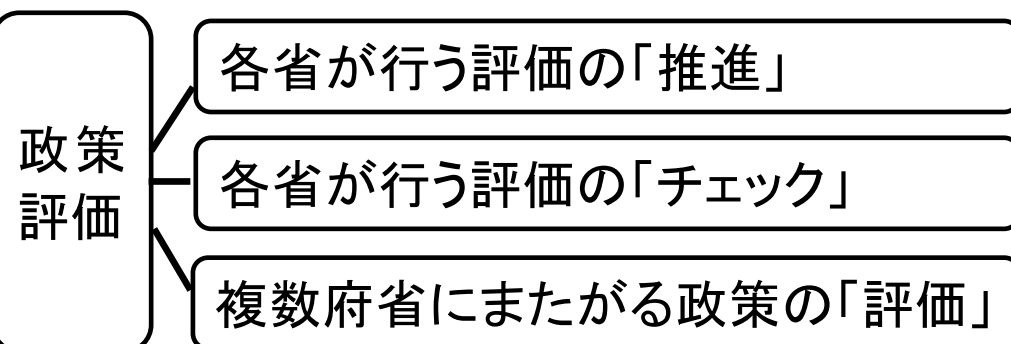 政策
評価
各省が行う評価の「推進」
各省が行う評価の「チェック」
複数府省にまたがる政策の「評価」